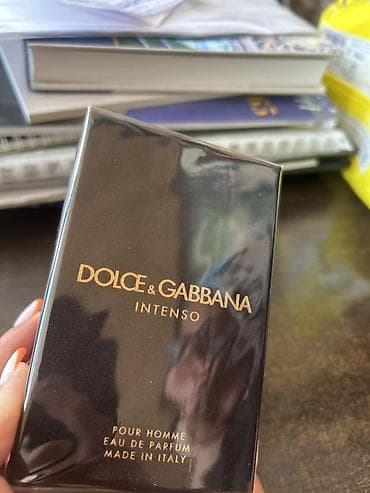 DOLCE & GABBANA
INTENSO
POUR HOMME
EAU DE PARFUM
MADE IN ITALY